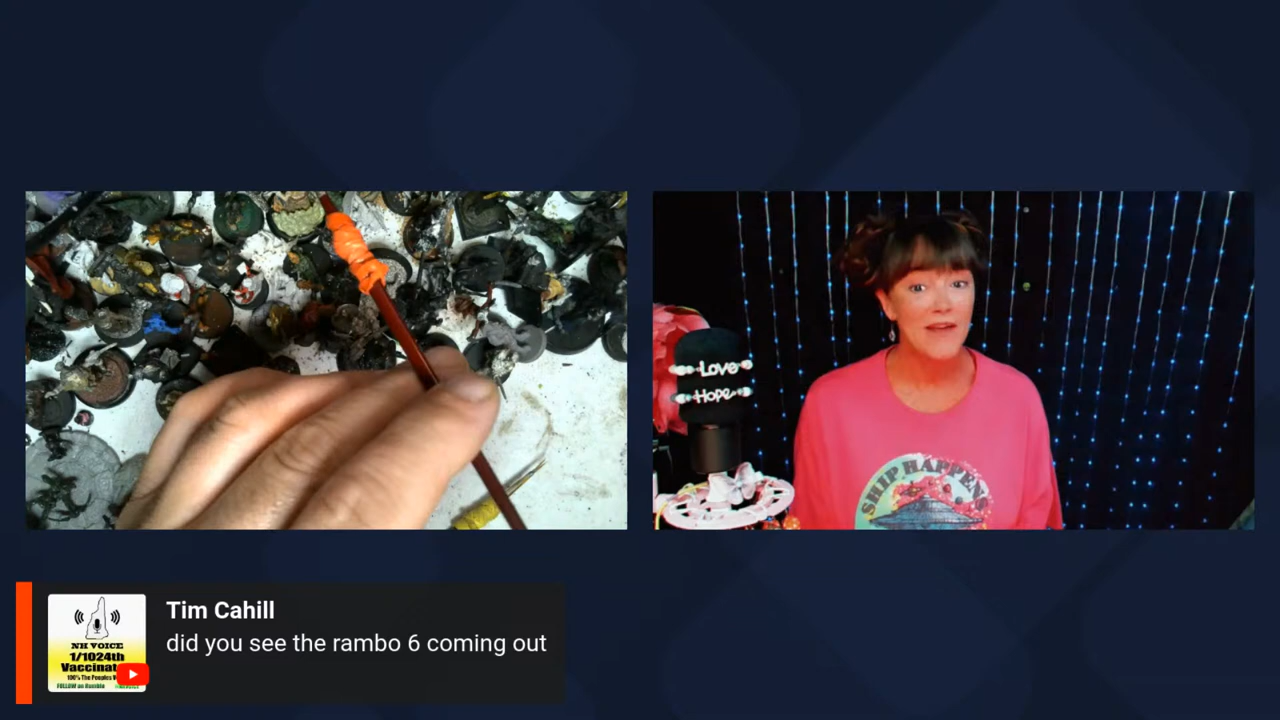 Love
Hope
SHIP HAPPEN
Tim Cahill
did you see the rambo 6 coming out
NH VOICE
1/1024th
Vaccinat
100% The Peoples V
FOLLOW on Rumble